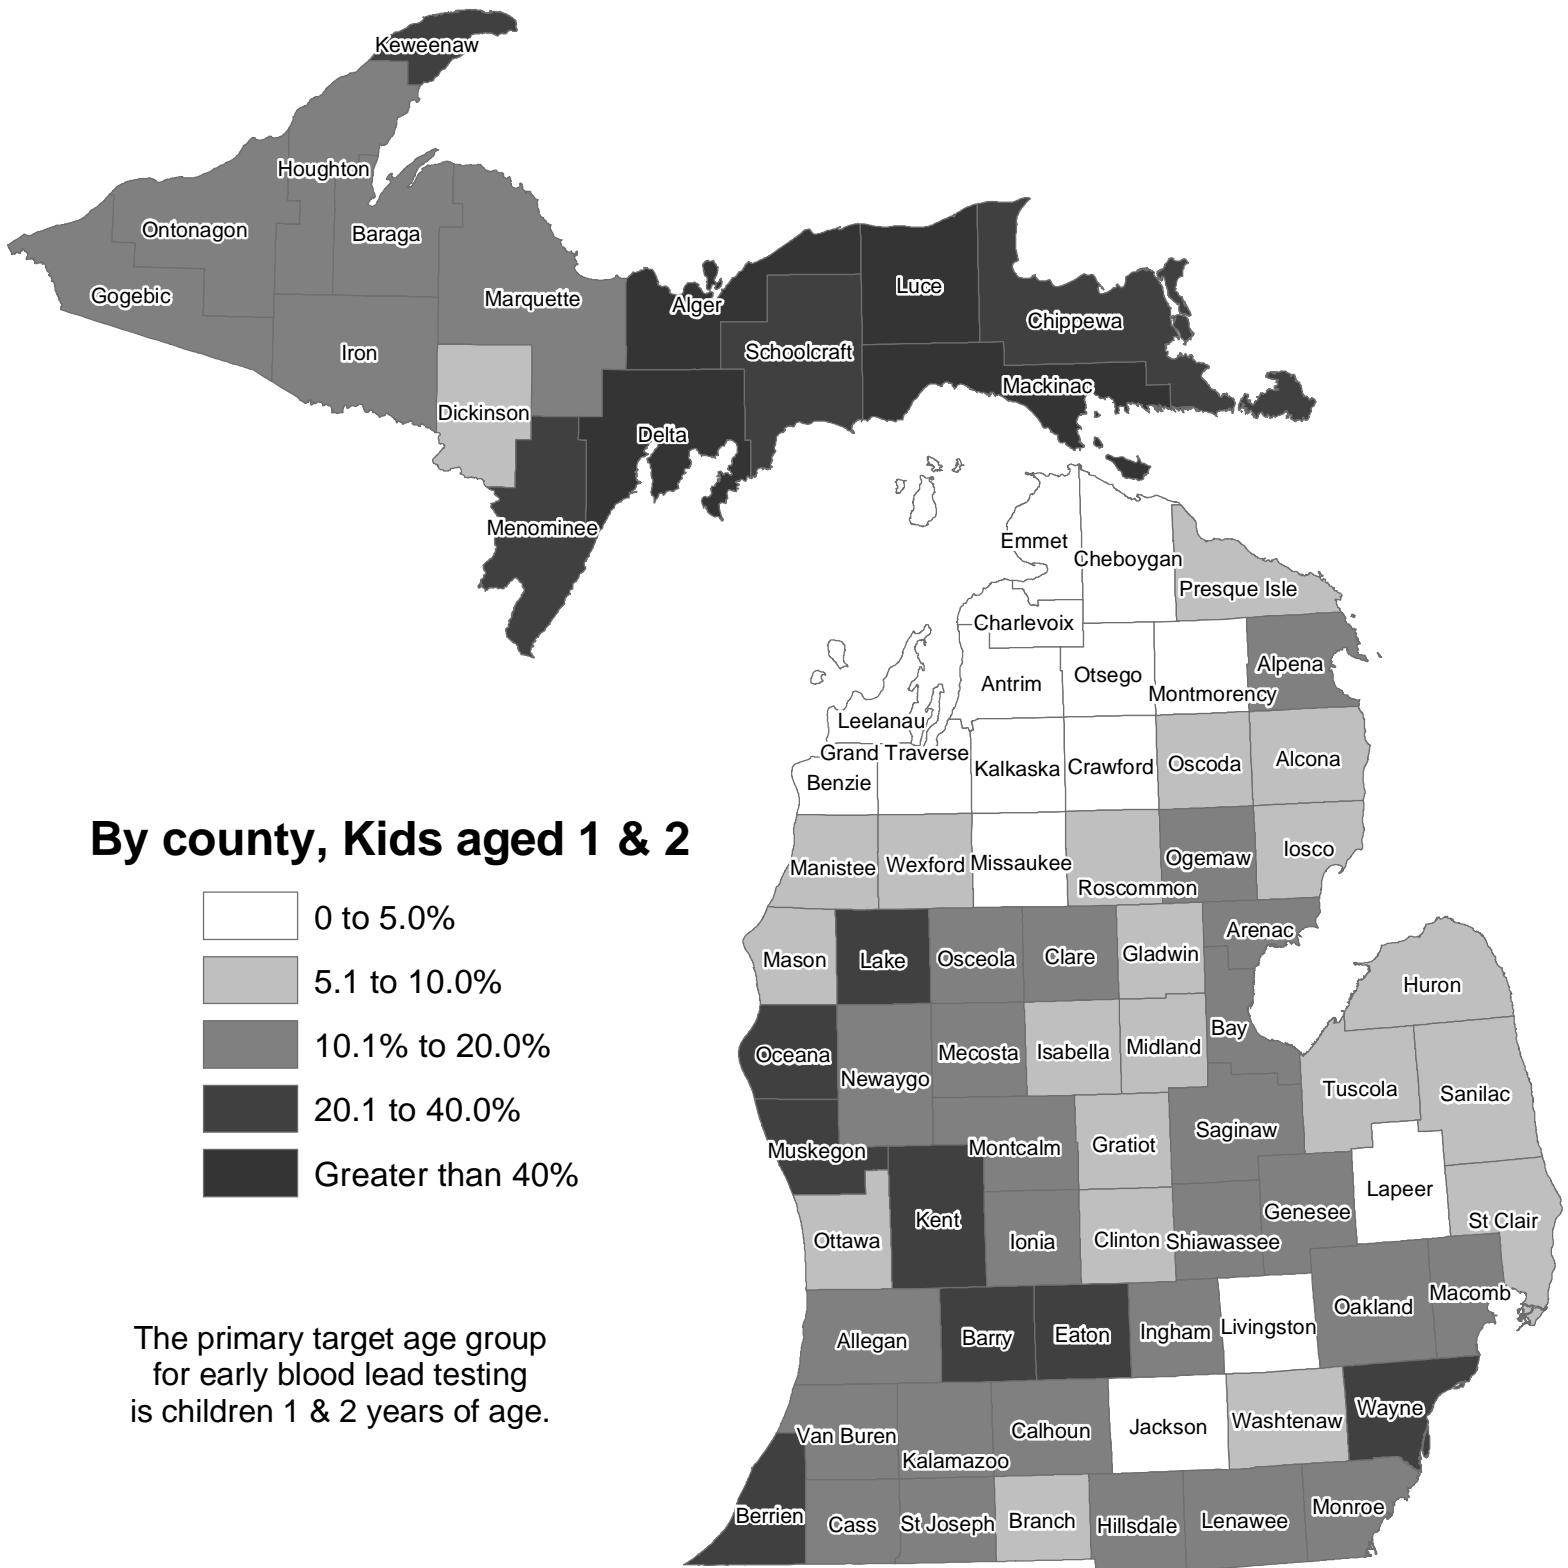 Keweenaw
Houghton
Ontonagon
Baraga
Gogebic
Marquette
Iron
Dickinson
Alger
Luce
Chippewa
Schoolcraft
Mackinac
Delta
Menominee
Emmet
Cheboygan
Presque Isle
Charlevoix
Antrim
Otsego
Montmorency
Alpena
Leelanau
Grand Traverse
Benzie
Kalkaska
Crawford
Oscoda
Alcona
Manistee
Wexford
Missaukee
Roscommon
Ogemaw
Iosco
Mason
Lake
Osceola
Clare
Gladwin
Arenac
Huron
Oceana
Newaygo
Mecosta
Isabella
Midland
Bay
Tuscola
Sanilac
Muskegon
Montcalm
Gratiot
Saginaw
Lapeer
Ottawa
Kent
Ionia
Clinton
Shiawassee
Genesee
St Clair
Allegan
Barry
Eaton
Ingham
Livingston
Oakland
Macomb
Van Buren
Kalamazoo
Calhoun
Jackson
Washtenaw
Wayne
Berrien
Cass
St Joseph
Branch
Hillsdale
Lenawee
Monroe
By county, Kids aged 1 & 2
0 to 5.0%
5.1 to 10.0%
10.1% to 20.0%
20.1 to 40.0%
Greater than 40%
The primary target age group
for early blood lead testing
is children 1 & 2 years of age.